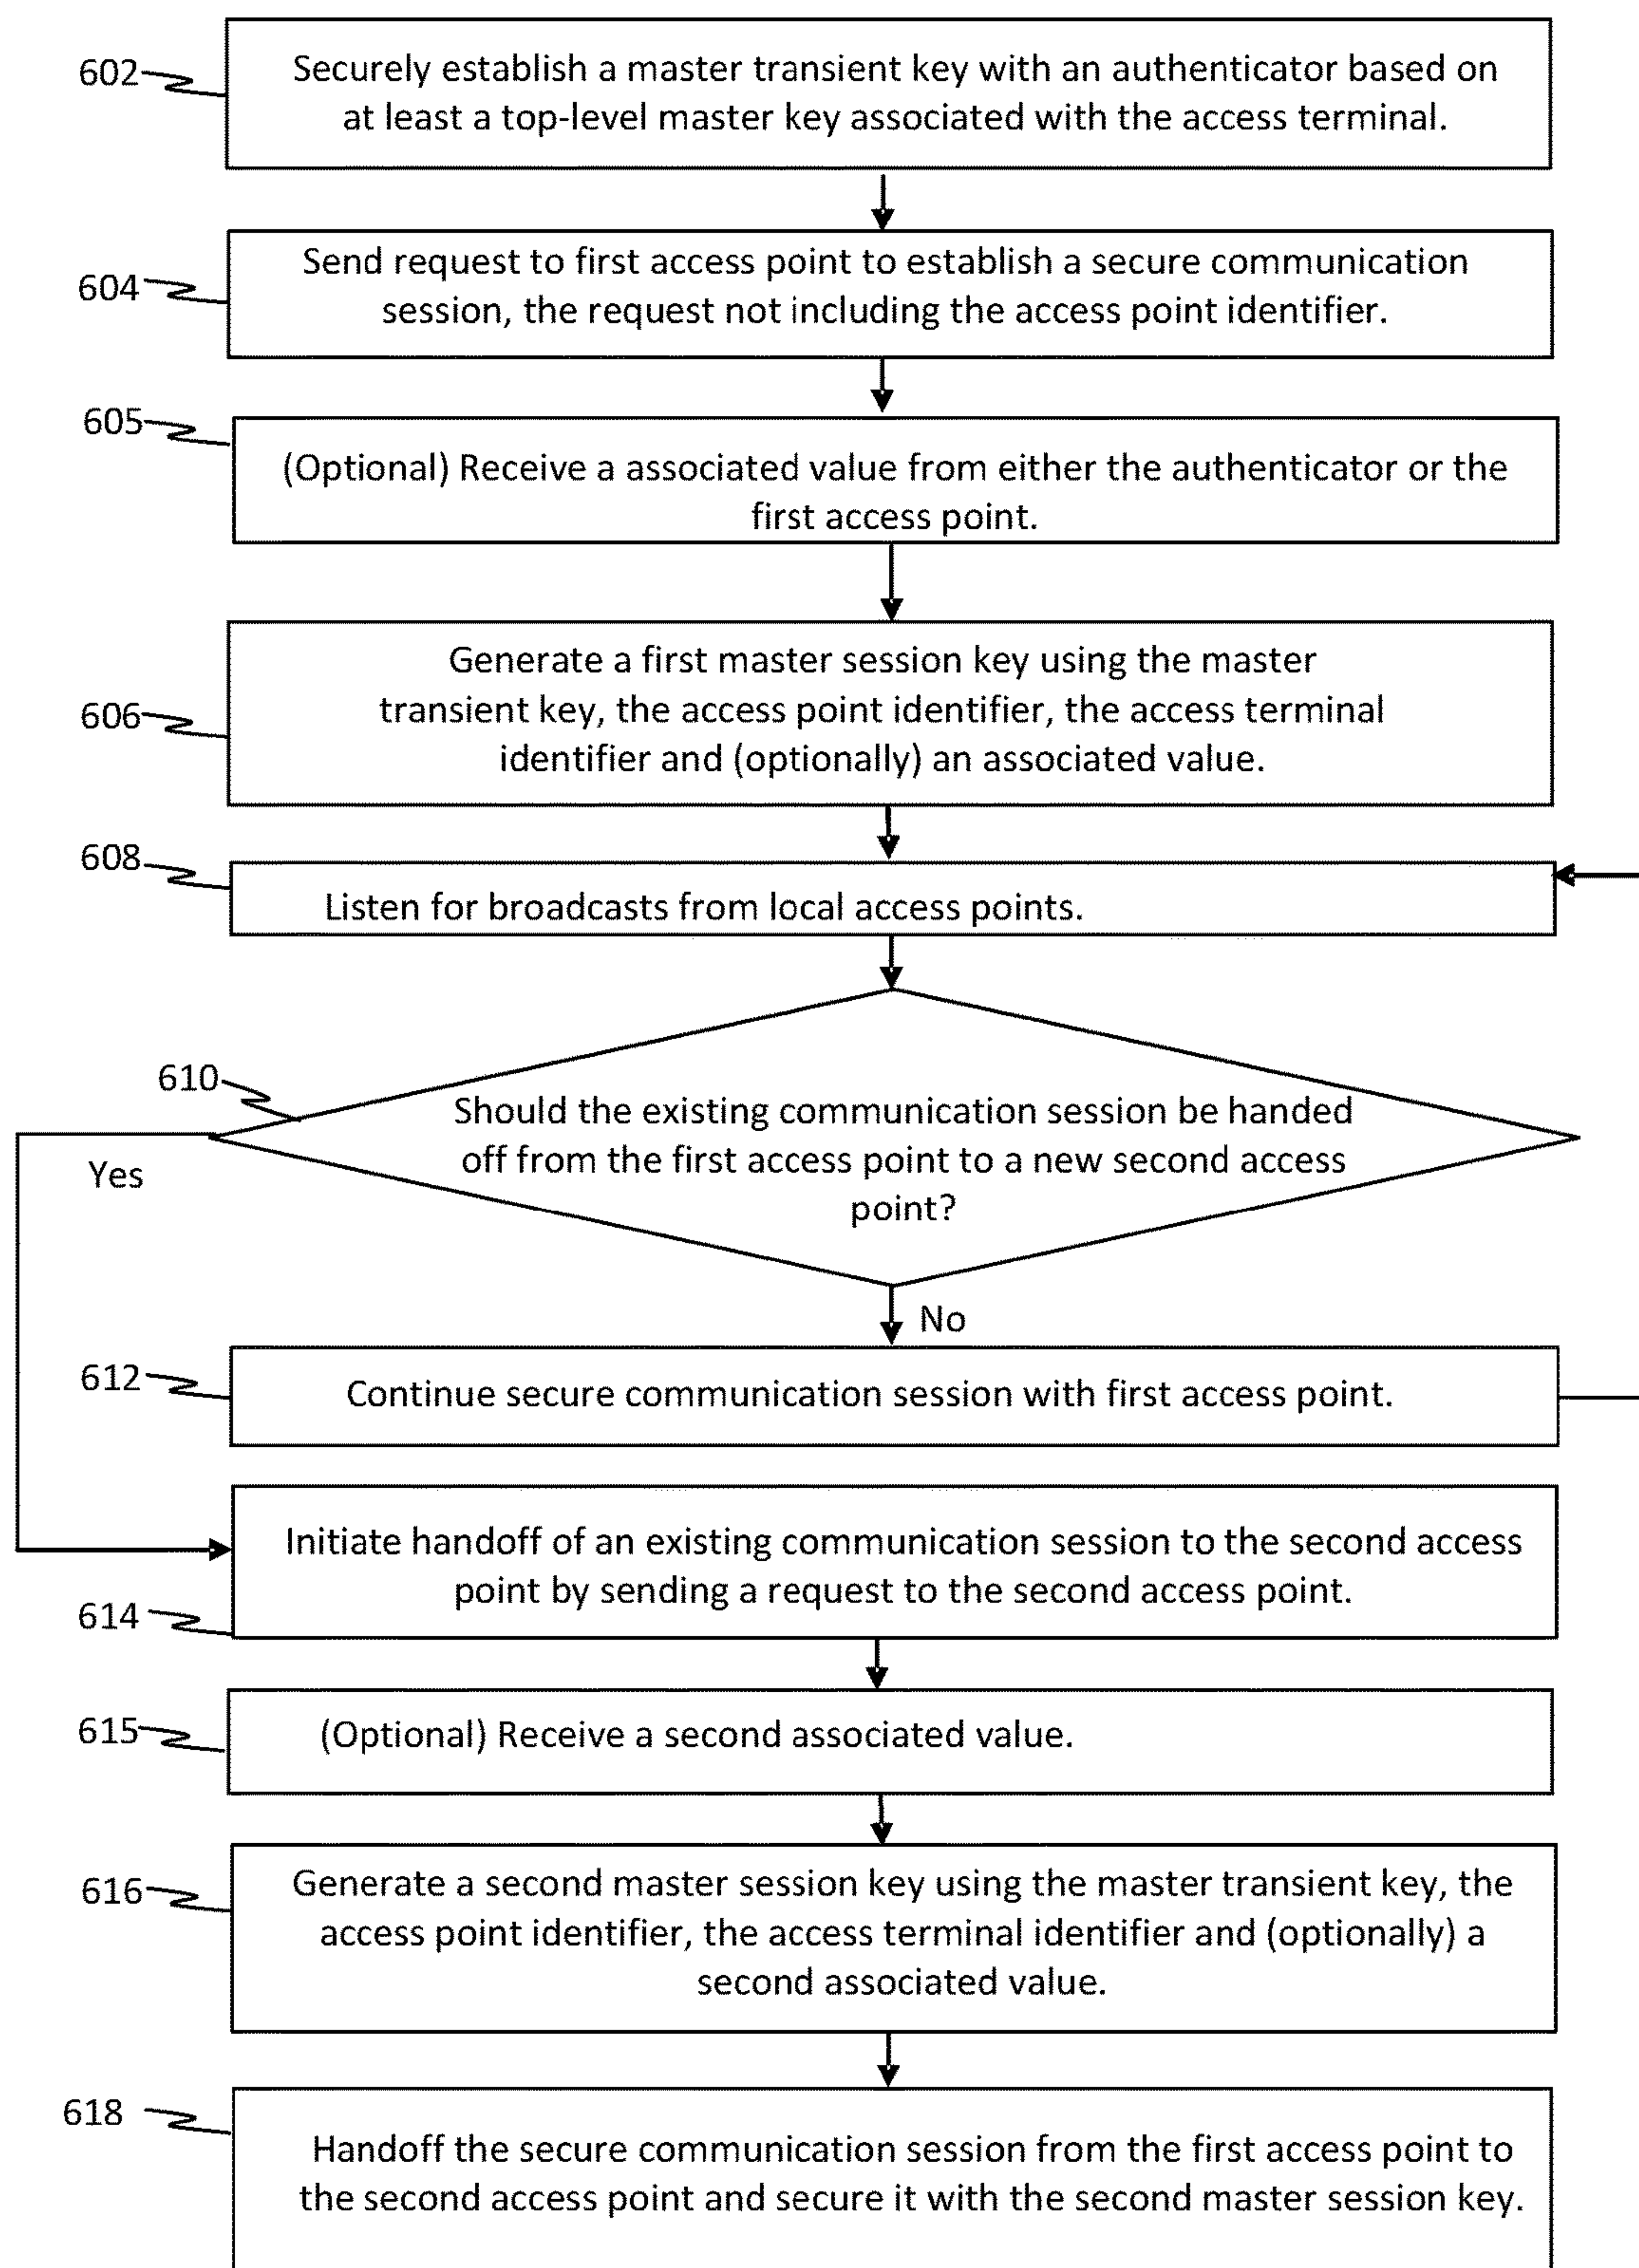 602
Securely establish a master transient key with an authenticator based on
at least a top-level master key associated with the access terminal.
604
Send request to first access point to establish a secure communication
session, the request not including the access point identifier.
605
(Optional) Receive a associated value from either the authenticator or the
first access point.
606
Generate a first master session key using the master
transient key, the access point identifier, the access terminal
identifier and (optionally) an associated value.
608
Listen for broadcasts from local access points.
610
Should the existing communication session be handed
off from the first access point to a new second access
point?
Yes
No
612
Continue secure communication session with first access point.
614
Initiate handoff of an existing communication session to the second access
point by sending a request to the second access point.
615
(Optional) Receive a second associated value.
616
Generate a second master session key using the master transient key, the
access point identifier, the access terminal identifier and (optionally) a
second associated value.
618
Handoff the secure communication session from the first access point to
the second access point and secure it with the second master session key.